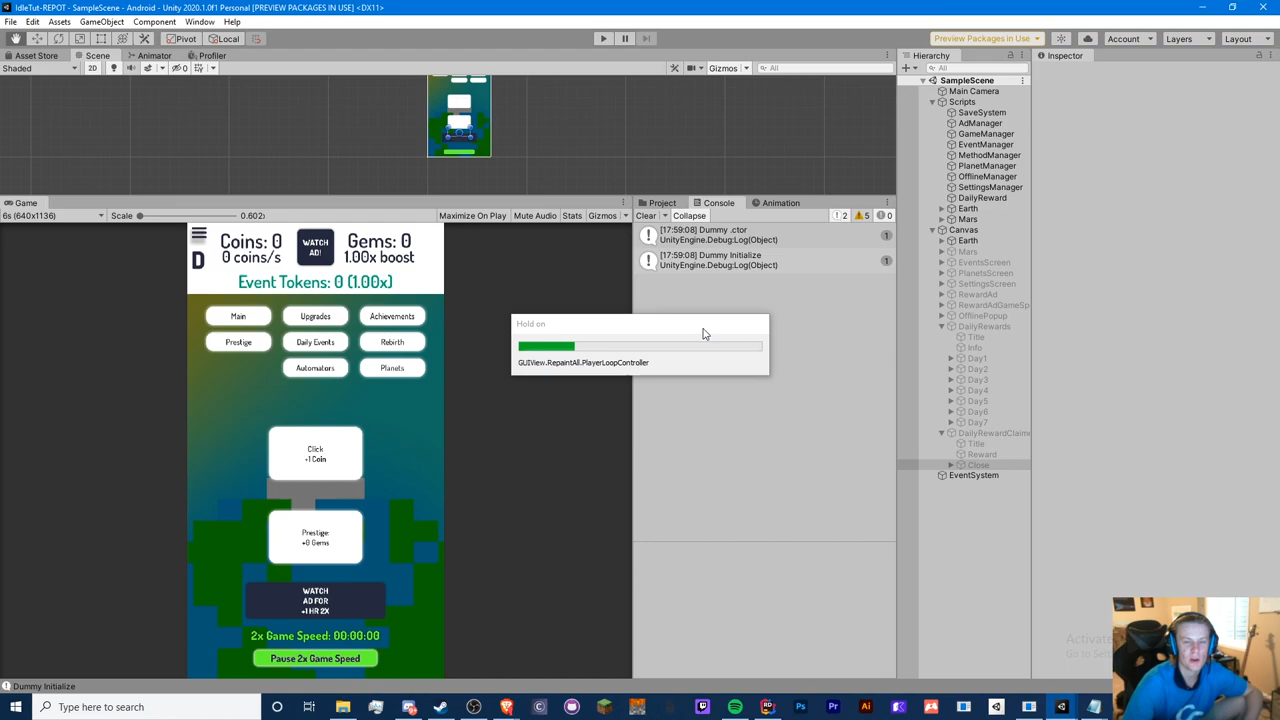 IdleTut-REPOT - SampleScene - Android - Unity 2020.1.0f1 Personal [PREVIEW PACKAGES IN USE] <DX11>
File Edit Assets GameObject Component Window Help
Pivot Local
Preview Packages in Use Account Layers Layout
Asset Store Scene Animator Profiler
Shaded 2D 0 Gizmos All
Game
6s (640x1136) Scale 0.602x Maximize On Play Mute Audio Stats Gizmos
Coins: 0
0 coins/s
WATCH
AD!
Gems: 0
1.00x boost
D
Event Tokens: 0 (1.00x)
Main Upgrades Achievements
Prestige Daily Events Rebirth
Automators Planets
Click
+1 Coin
Prestige:
+0 Gems
WATCH
AD FOR
+1 HR 2X
2x Game Speed: 00:00:00
Pause 2x Game Speed
Project Console Animation
Clear Collapse 2 5 0
[17:59:08] Dummy .ctor
UnityEngine.Debug:Log(Object)
1
[17:59:08] Dummy Initialize
UnityEngine.Debug:Log(Object)
1
Hold on
GUIView.RepaintAll.PlayerLoopController
Hierarchy
All
SampleScene
Main Camera
Scripts
SaveSystem
AdManager
GameManager
EventManager
MethodManager
PlanetManager
OfflineManager
SettingsManager
DailyReward
Earth
Mars
Canvas
Earth
Mars
EventsScreen
PlanetsScreen
SettingsScreen
RewardAd
RewardAdGameSp
OfflinePopup
DailyRewards
Title
Info
Day1
Day2
Day3
Day4
Day5
Day6
Day7
DailyRewardClaime
Title
Reward
Close
EventSystem
Inspector
Activate
Go to Sett
Dummy Initialize
Type here to search